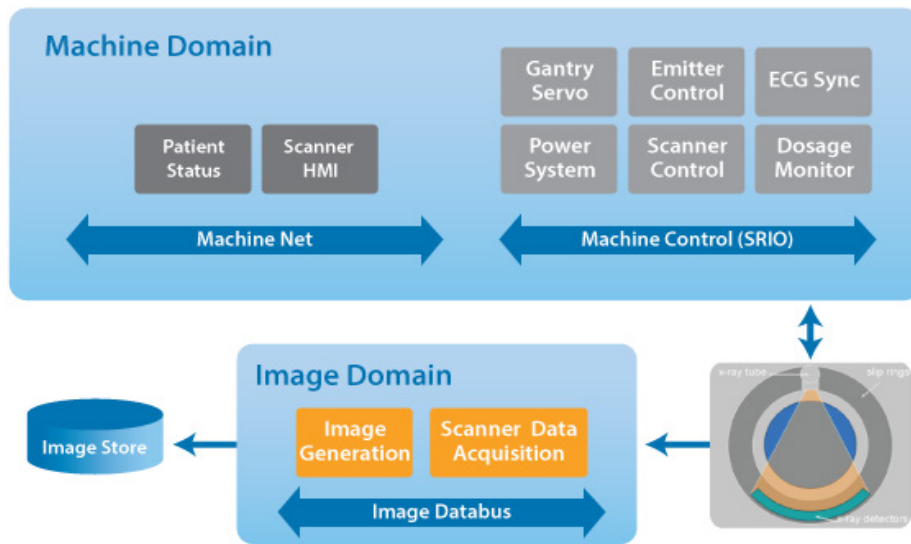 Machine Domain
Gantry
Servo
Emitter
Control
ECG Sync
Patient
Status
Scanner
HMI
Power
System
Scanner
Control
Dosage
Monitor
Machine Net
Machine Control (SRIO)
Image Domain
x-ray tube
slip rings
Image Store
Image
Generation
Scanner Data
Acquisition
Image Databus
x-ray detectors